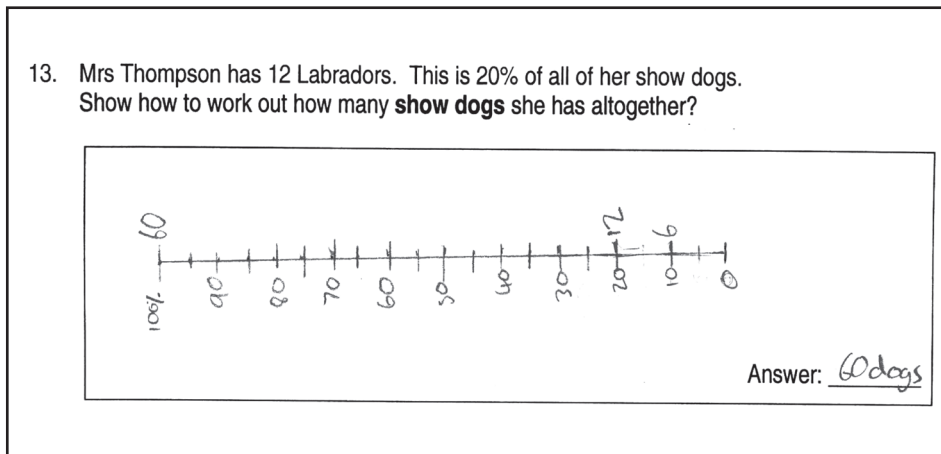 13. Mrs Thompson has 12 Labradors. This is 20% of all of her show dogs.
Show how to work out how many show dogs she has altogether?
60 12 6
100% 90 80 70 60 50 40 30 20 10 0
Answer: 60 dogs